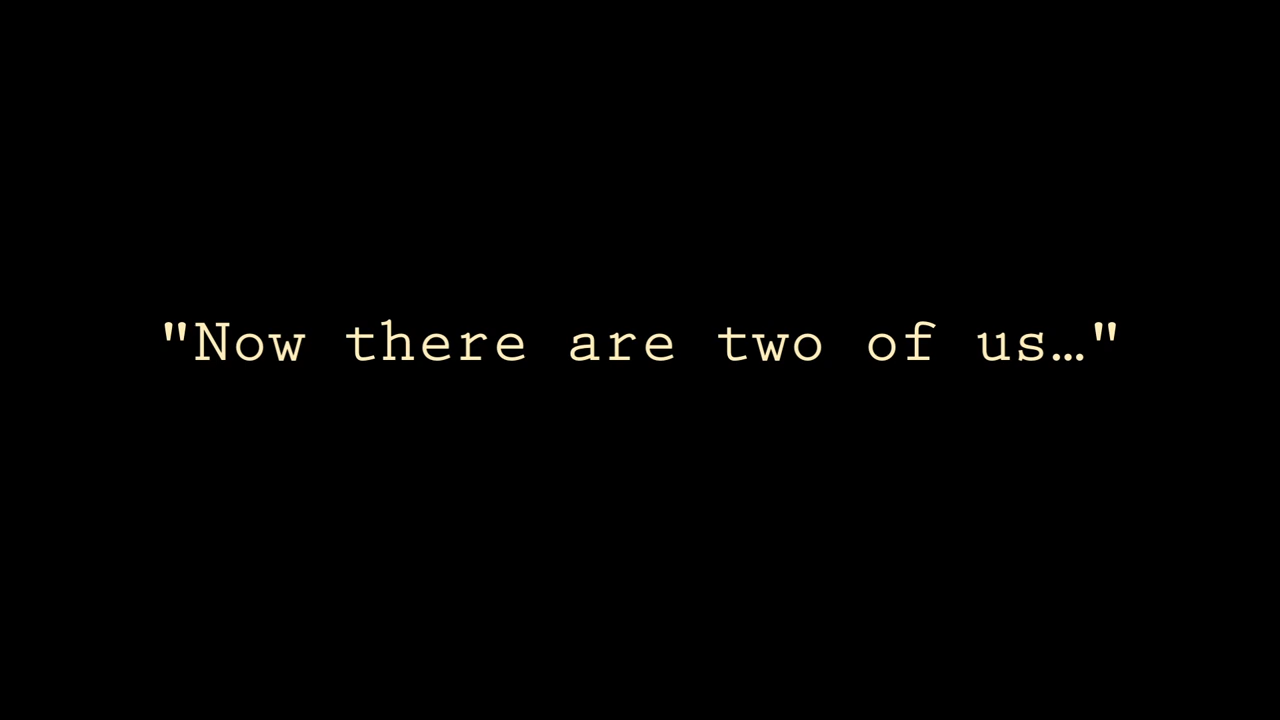 "Now there are two of us…"